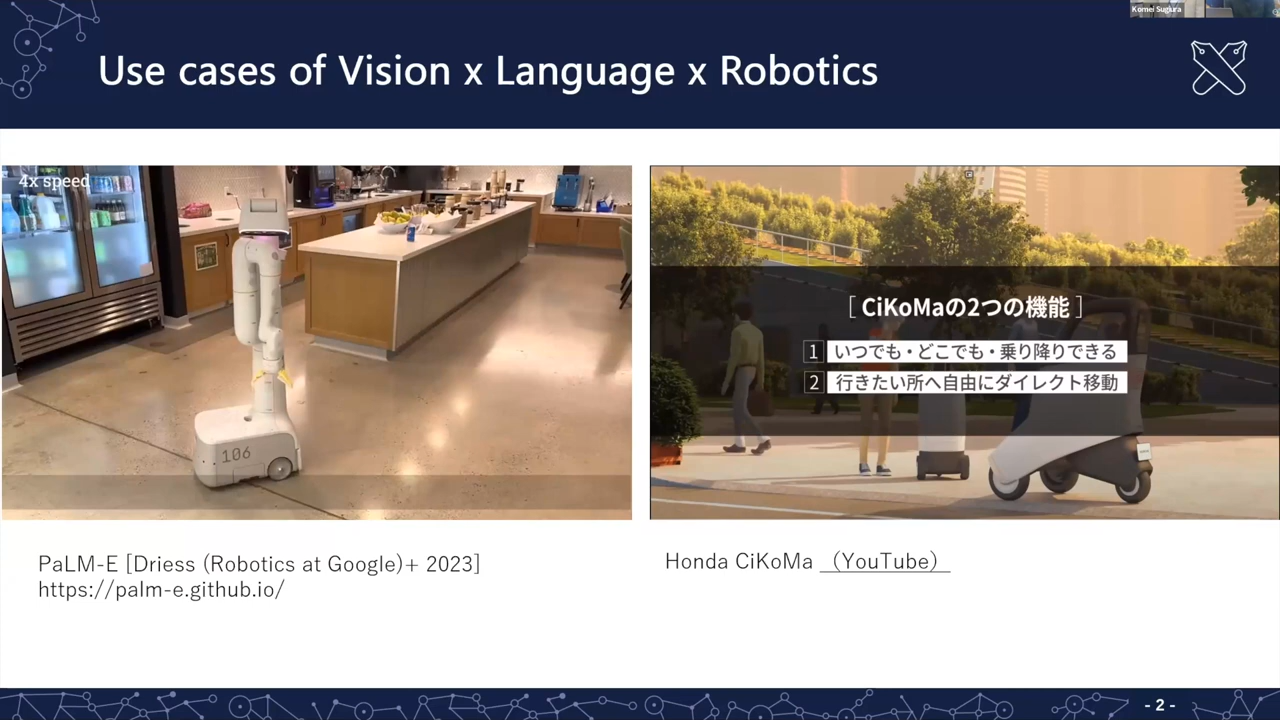 Komei Sugiura
Use cases of Vision x Language x Robotics
4x speed
106
［ CiKoMaの2つの機能 ］
1 いつでも・どこでも・乗り降りできる
2 行きたい所へ自由にダイレクト移動
PaLM-E [Driess (Robotics at Google)+ 2023]
https://palm-e.github.io/
Honda CiKoMa （YouTube）
- 2 -